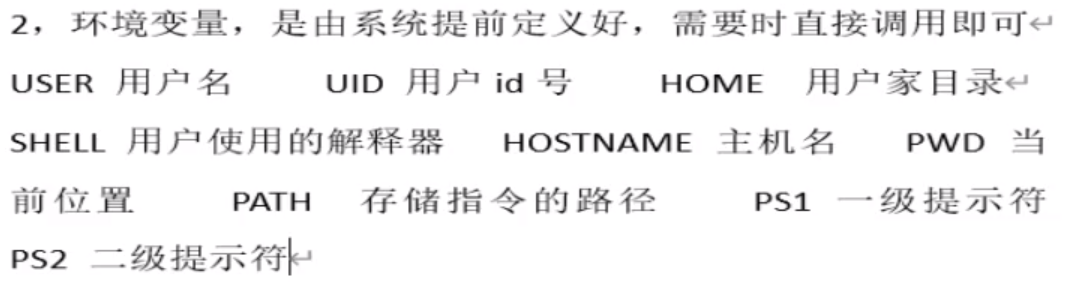 2，环境变量，是由系统提前定义好，需要时直接调用即可
USER 用户名 UID 用户 id 号 HOME 用户家目录
SHELL 用户使用的解释器 HOSTNAME 主机名 PWD 当
前位置 PATH 存储指令的路径 PS1 一级提示符
PS2 二级提示符